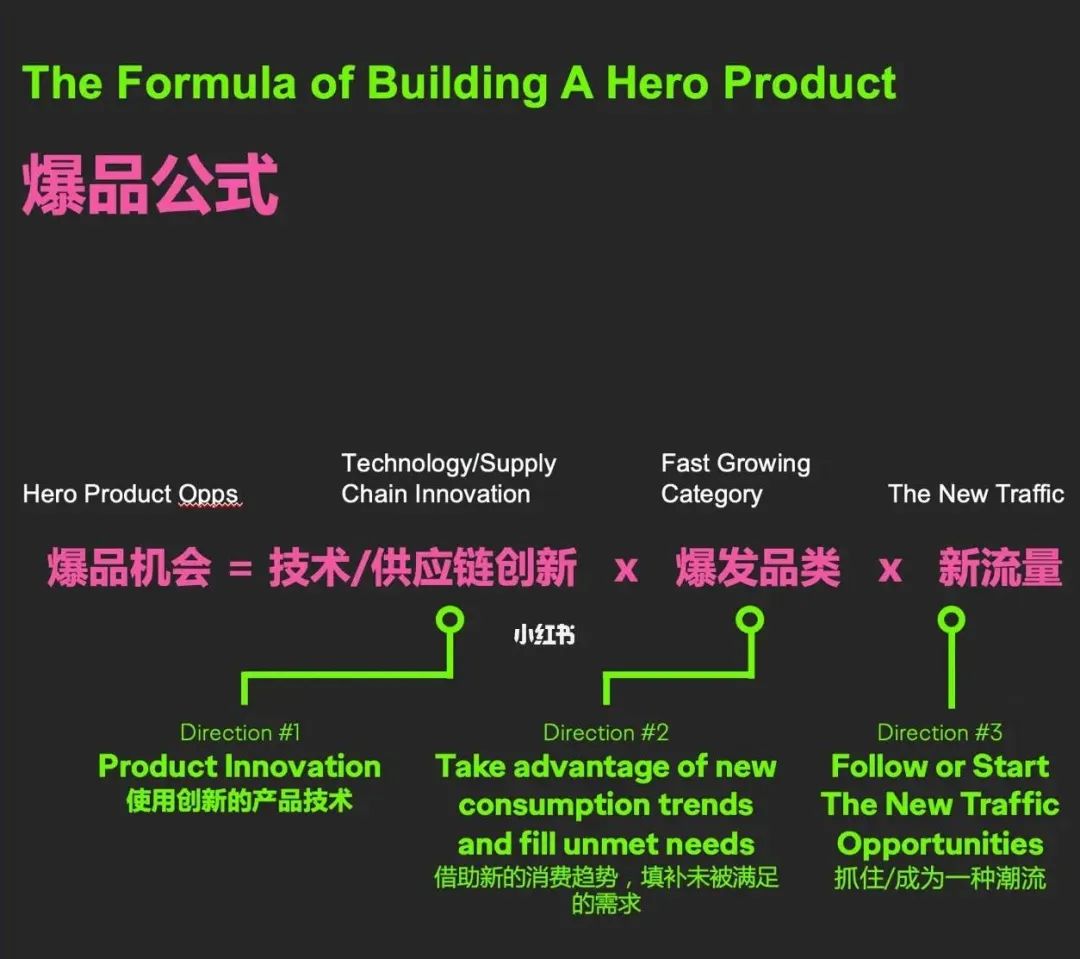 The Formula of Building A Hero Product
爆品公式
Hero Product Opps
Technology/Supply
Chain Innovation
Fast Growing
Category
The New Traffic
爆品机会 = 技术/供应链创新 x 爆发品类 x 新流量
小红书
Direction #1
Product Innovation
使用创新的产品技术
Direction #2
Take advantage of new
consumption trends
and fill unmet needs
借助新的消费趋势，填补未被满足
的需求
Direction #3
Follow or Start
The New Traffic
Opportunities
抓住/成为一种潮流